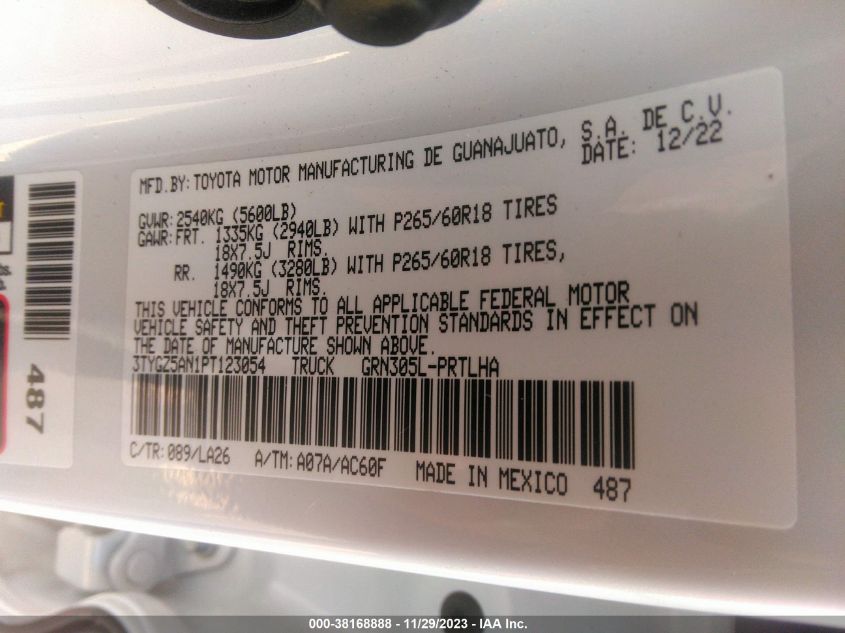 MFD.BY:TOYOTA MOTOR MANUFACTURING DE GUANAJUATO, S.A. DE C.V.
DATE: 12/22
GVWR: 2540KG (5600LB)
GAWR:FRT. 1335KG (2940LB) WITH P265/60R18 TIRES
18X7.5J RIMS.
RR. 1490KG (3280LB) WITH P265/60R18 TIRES,
18X7.5J RIMS.
THIS VEHICLE CONFORMS TO ALL APPLICABLE FEDERAL MOTOR
VEHICLE SAFETY AND THEFT PREVENTION STANDARDS IN EFFECT ON
THE DATE OF MANUFACTURE SHOWN ABOVE.
3TYGZ5AN1PT123054 TRUCK GRN305L-PRTLHA
C/TR: 089/LA26 A/TM: A07A/AC60F MADE IN MEXICO 487
487
000-38168888 - 11/29/2023 - IAA Inc.